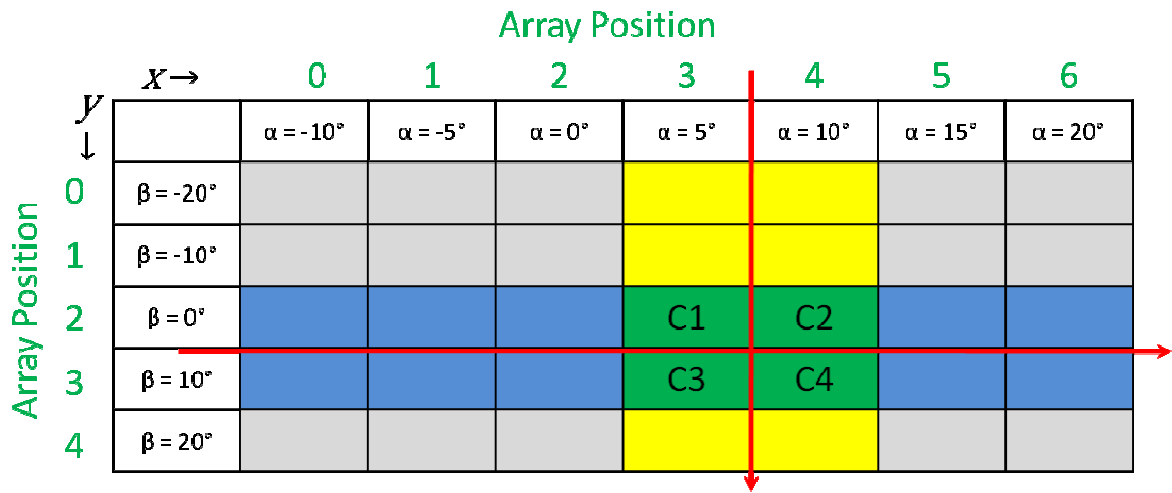 Array Position
x→ 0 1 2 3 4 5 6
y
↓
α = -10° α = -5° α = 0° α = 5° α = 10° α = 15° α = 20°
Array Position
0 β = -20°
1 β = -10°
2 β = 0° C1 C2
3 β = 10° C3 C4
4 β = 20°